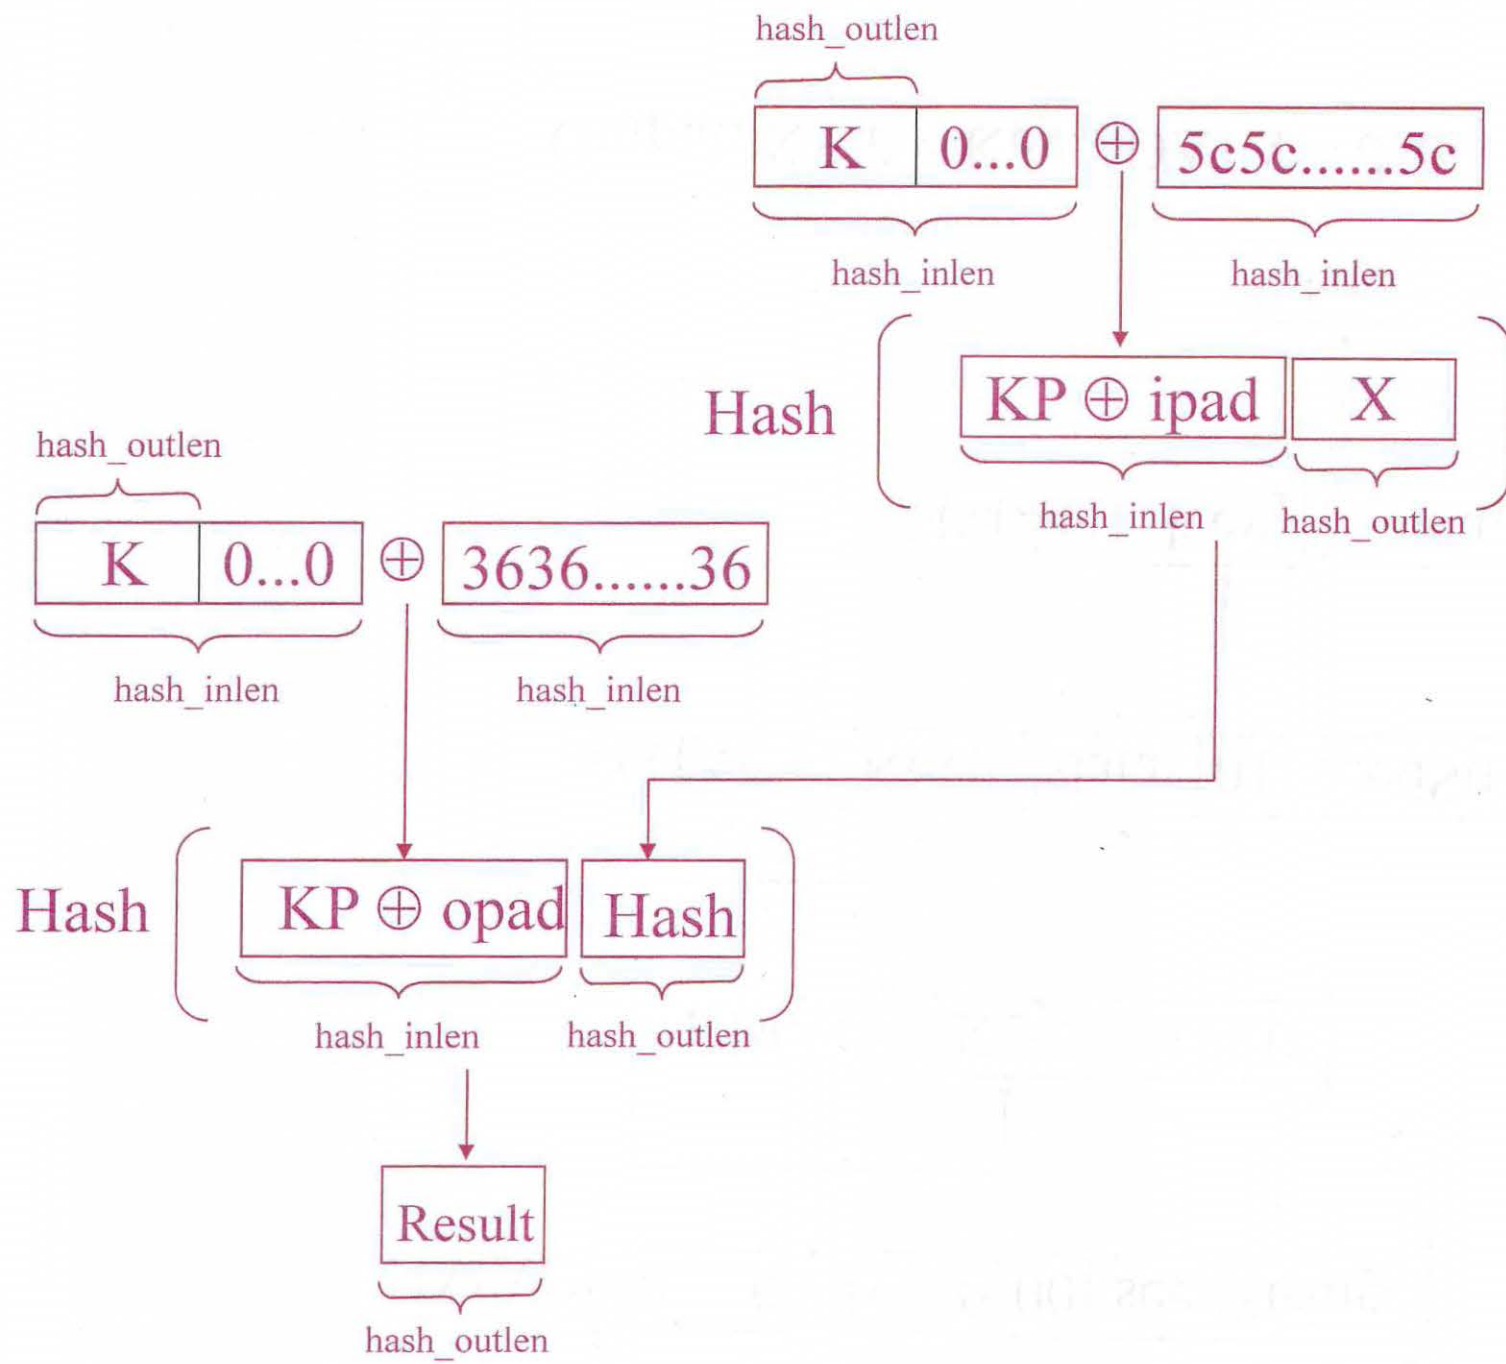 hash_outlen
K 0...0 ⊕ 5c5c......5c
hash_inlen hash_inlen
Hash ( KP ⊕ ipad X )
hash_inlen hash_outlen
hash_outlen
K 0...0 ⊕ 3636......36
hash_inlen hash_inlen
Hash ( KP ⊕ opad Hash )
hash_inlen hash_outlen
Result
hash_outlen